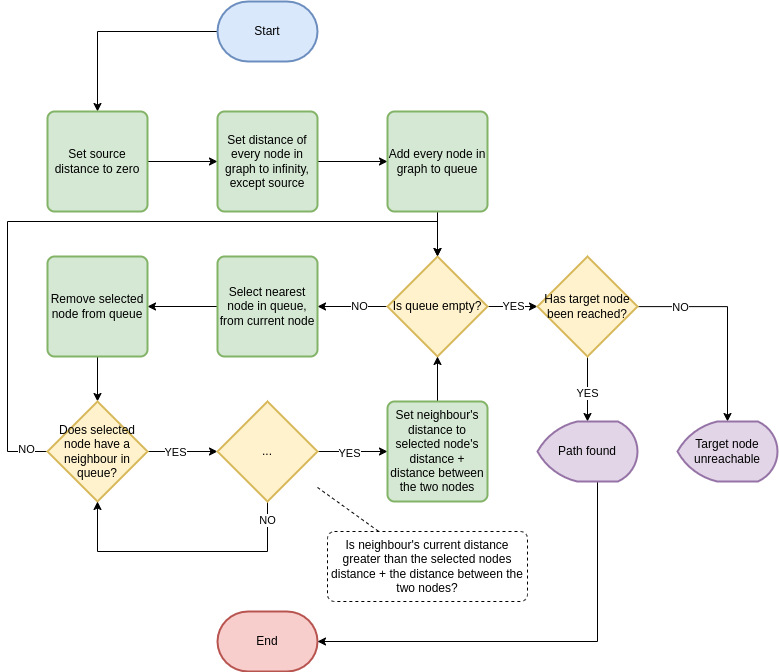 Start
Set source
distance to zero
Set distance of
every node in
graph to infinity,
except source
Add every node in
graph to queue
Remove selected
node from queue
Select nearest
node in queue,
from current node
NO
Is queue empty?
YES
Has target node
been reached?
NO
YES
NO
Does selected
node have a
neighbour in
queue?
YES
...
YES
NO
Set neighbour's
distance to
selected node's
distance +
distance between
the two nodes
Path found
Target node
unreachable
Is neighbour's current distance
greater than the selected nodes
distance + the distance between the
two nodes?
End